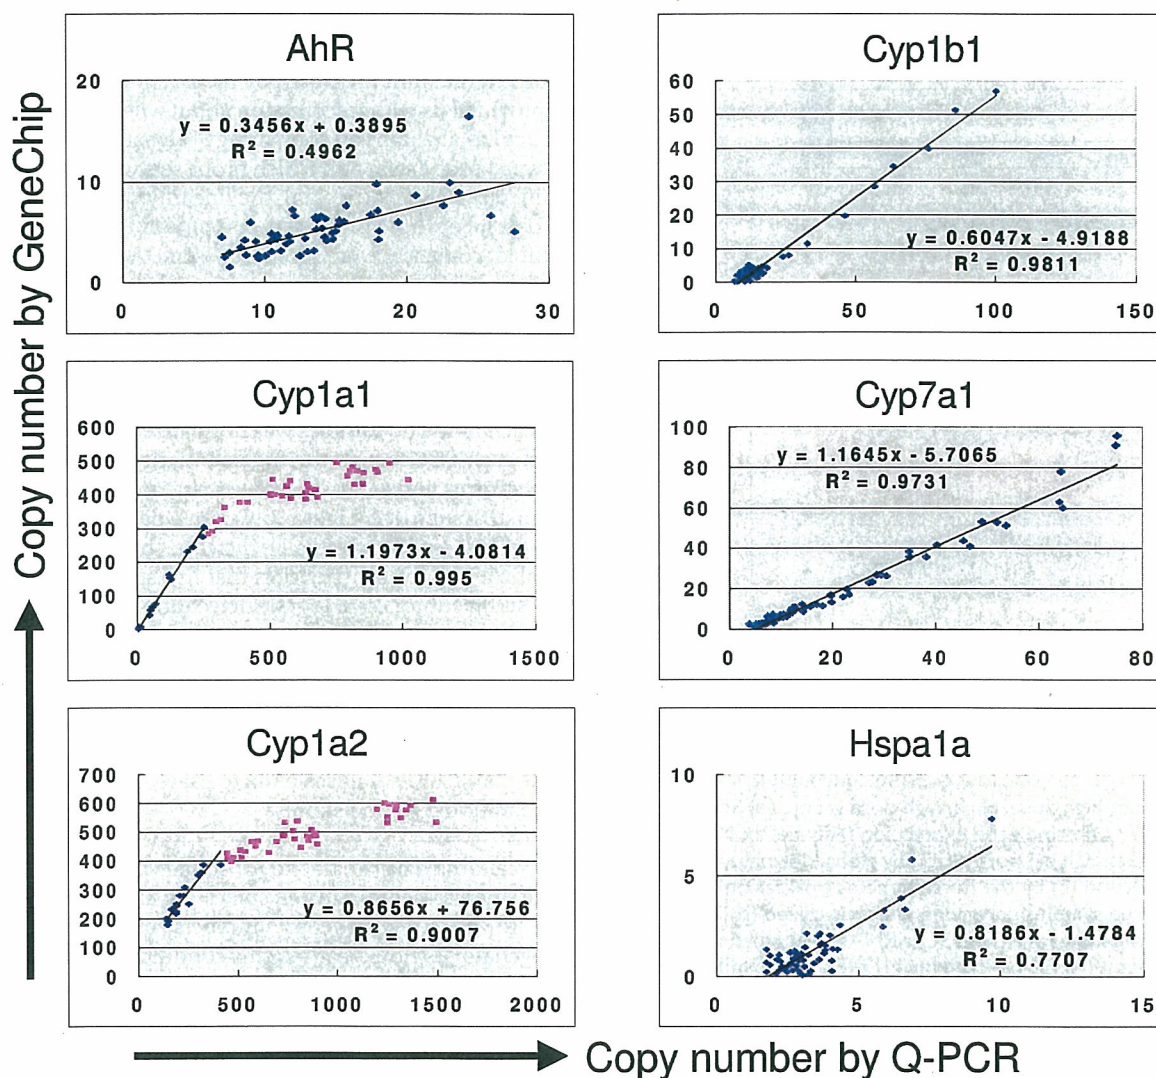 AhR
20
10
0
0 10 20 30
y = 0.3456x + 0.3895
R² = 0.4962
Cyp1b1
60
50
40
30
20
10
0
0 50 100 150
y = 0.6047x - 4.9188
R² = 0.9811
Cyp1a1
600
500
400
300
200
100
0
0 500 1000 1500
y = 1.1973x - 4.0814
R² = 0.995
Cyp7a1
100
80
60
40
20
0
0 20 40 60 80
y = 1.1645x - 5.7065
R² = 0.9731
Cyp1a2
700
600
500
400
300
200
100
0
0 500 1000 1500 2000
y = 0.8656x + 76.756
R² = 0.9007
Hspa1a
10
5
0
0 5 10 15
y = 0.8186x - 1.4784
R² = 0.7707
Copy number by GeneChip
Copy number by Q-PCR